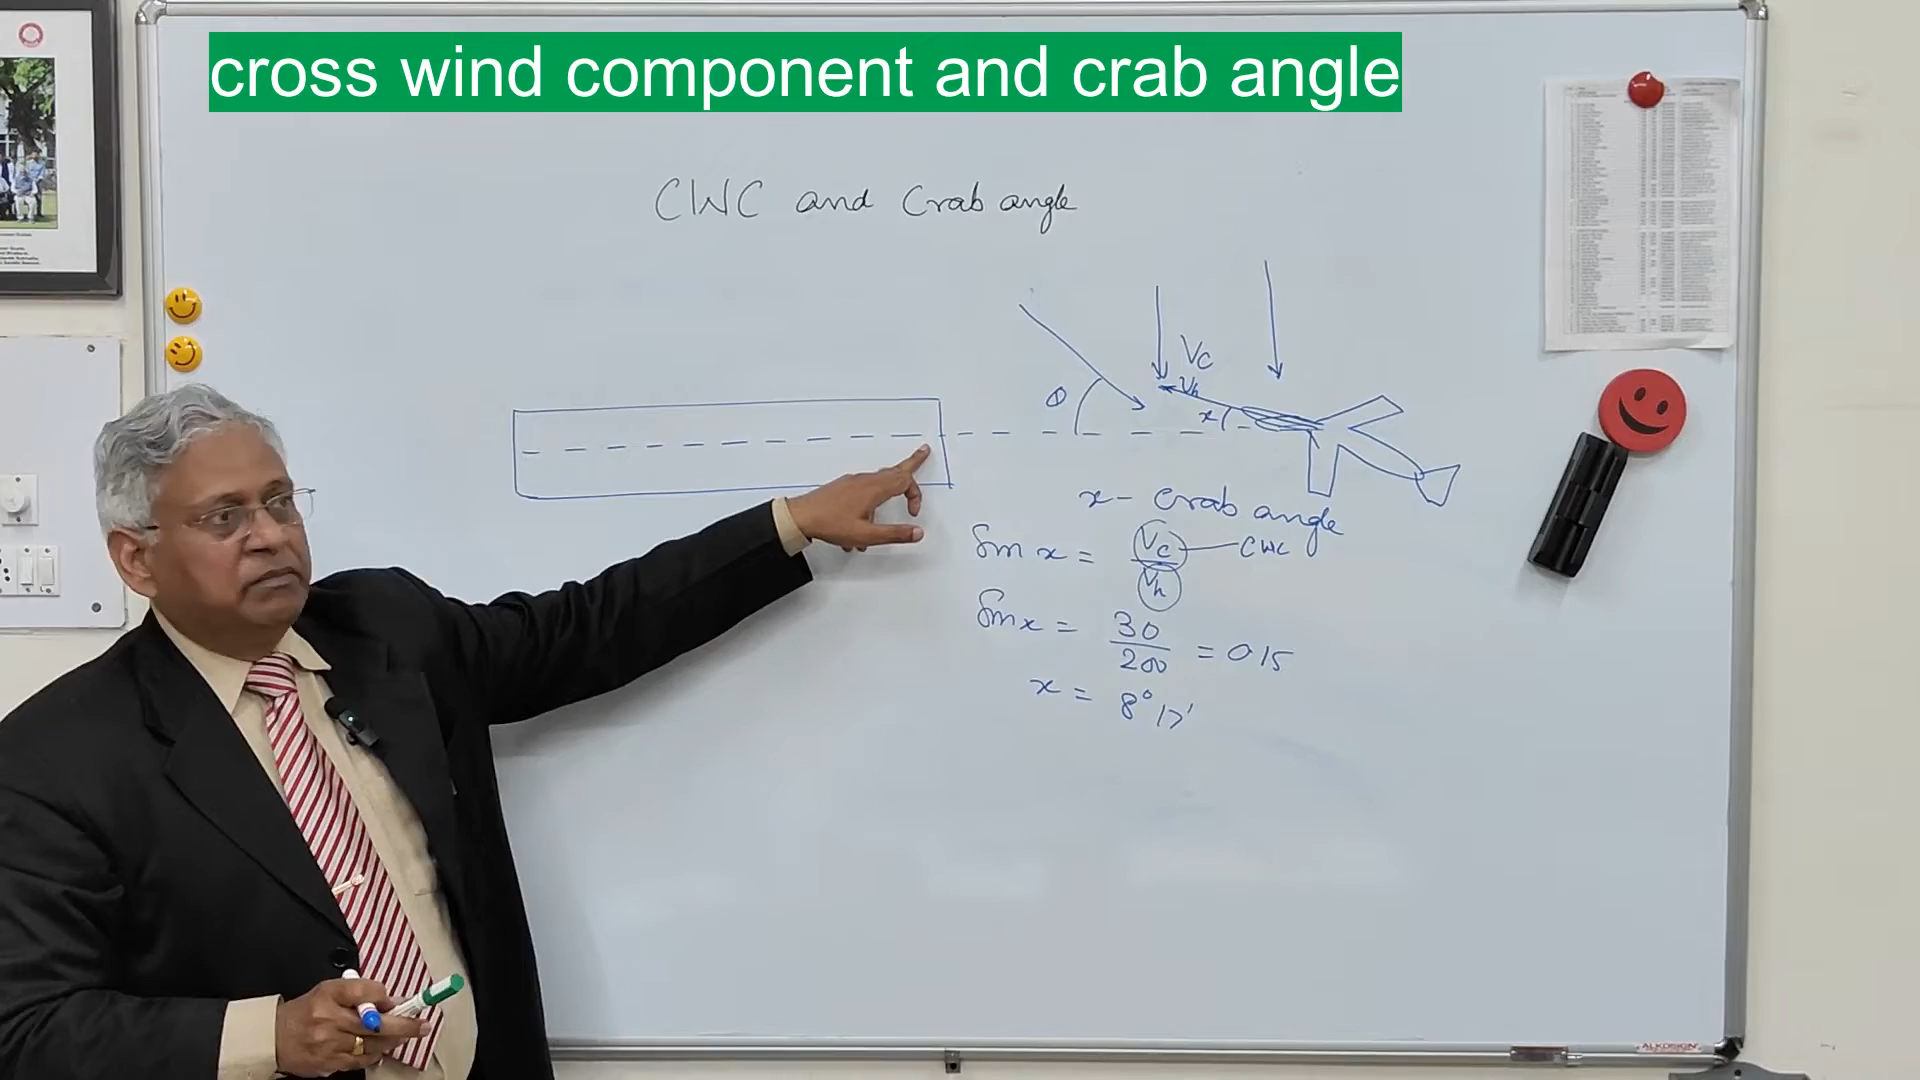 cross wind component and crab angle
CWC and Crab angle
Vc
Vh
θ
x
x - Crab angle
Sin x = Vc / Vh — CWC
Sin x = 30 / 200 = 0.15
x = 8° 17'
ALKOSIGN